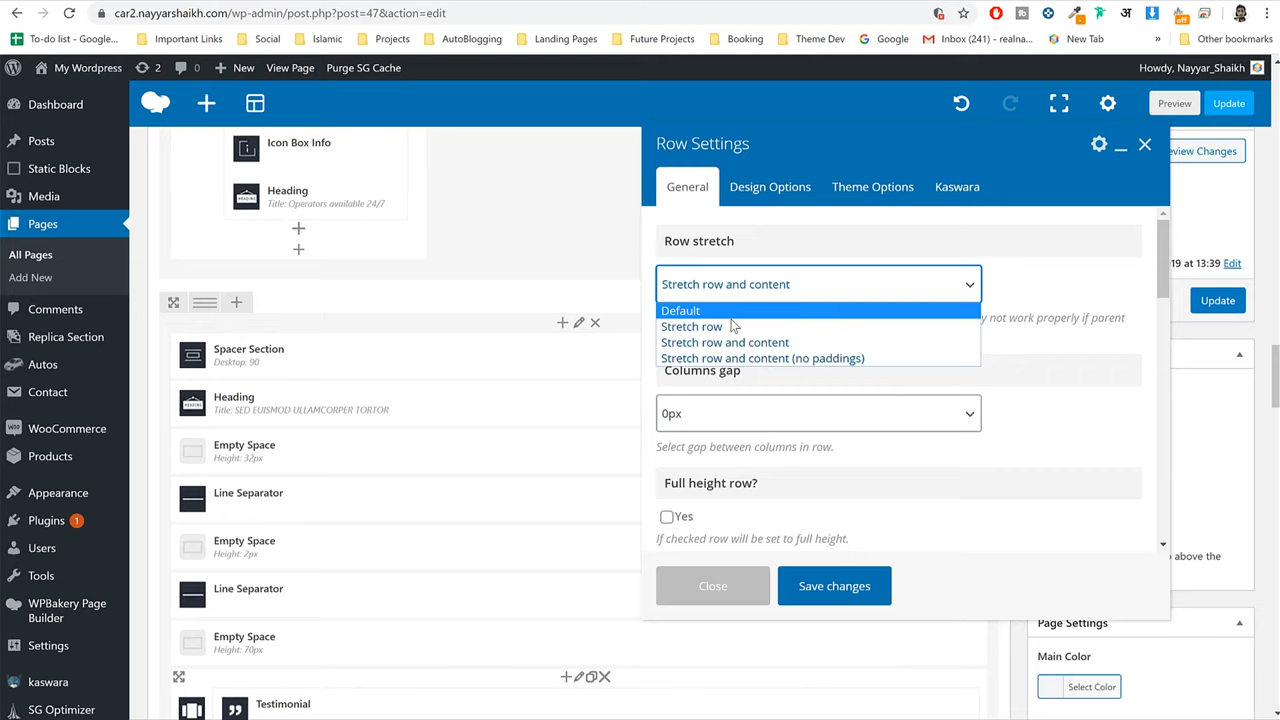 car2.nayyarshaikh.com/wp-admin/post.php?post=47&action=edit
To-do list - Google...
Important Links
Social
Islamic
Projects
AutoBlogging
Landing Pages
Future Projects
Booking
Theme Dev
Google
Inbox (241) - realna...
New Tab
»
Other bookmarks
My Wordpress
2
0
New
View Page
Purge SG Cache
Howdy, Nayyar_Shaikh
Dashboard
Posts
Static Blocks
Media
Pages
All Pages
Add New
Comments
Response Section
Autos
Contact
WooCommerce
Products
Appearance
Plugins 1
Users
Tools
WPBakery Page
Builder
Settings
kaswara
SG Optimizer
Preview
Update
Icon Box Info
Heading
Title: Operators available 24/7
Spacer Section
Desktop: 90
Heading
Title: SED EUISMOD ULLAMCORPER TORTOR
Empty Space
Height: 32px
Line Separator
Empty Space
Height: 2px
Line Separator
Empty Space
Height: 70px
Testimonial
Row Settings
General
Design Options
Theme Options
Kaswara
Row stretch
Stretch row and content
Default
Stretch row
Stretch row and content
Stretch row and content (no paddings)
y not work properly if parent
Columns gap
0px
Select gap between columns in row.
Full height row?
Yes
If checked row will be set to full height.
Close
Save changes
eview Changes
19 at 13:39 Edit
Update
o above the
Page Settings
Main Color
Select Color